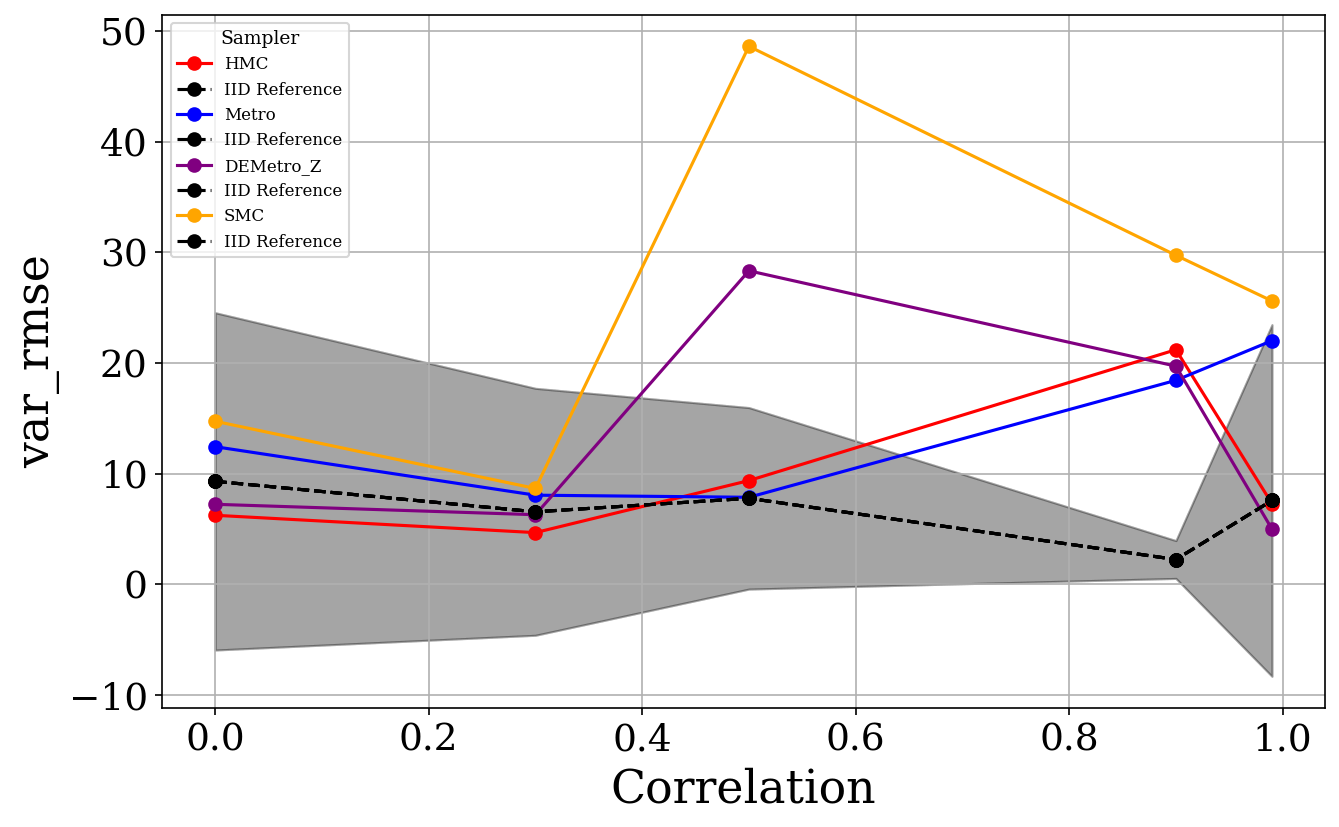 50
40
30
20
10
0
−10
var_rmse
Sampler
HMC
IID Reference
Metro
IID Reference
DEMetro_Z
IID Reference
SMC
IID Reference
0.0 0.2 0.4 0.6 0.8 1.0
Correlation